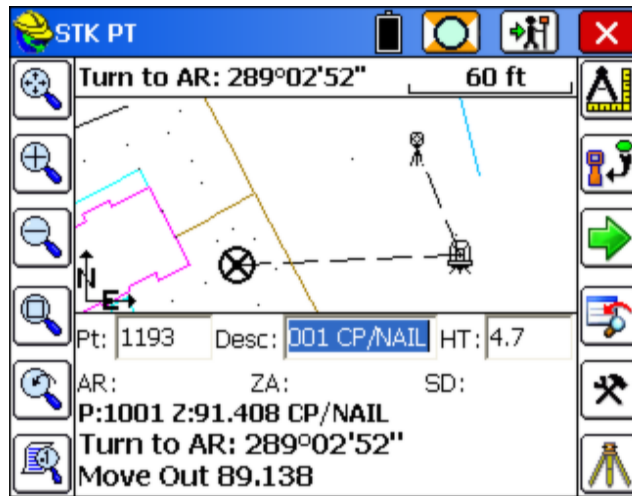 STK PT
Turn to AR: 289°02'52" 60 ft
N
E
Pt: 1193 Desc: 001 CP/NAIL HT: 4.7
AR: ZA: SD:
P:1001 Z:91.408 CP/NAIL
Turn to AR: 289°02'52"
Move Out 89.138